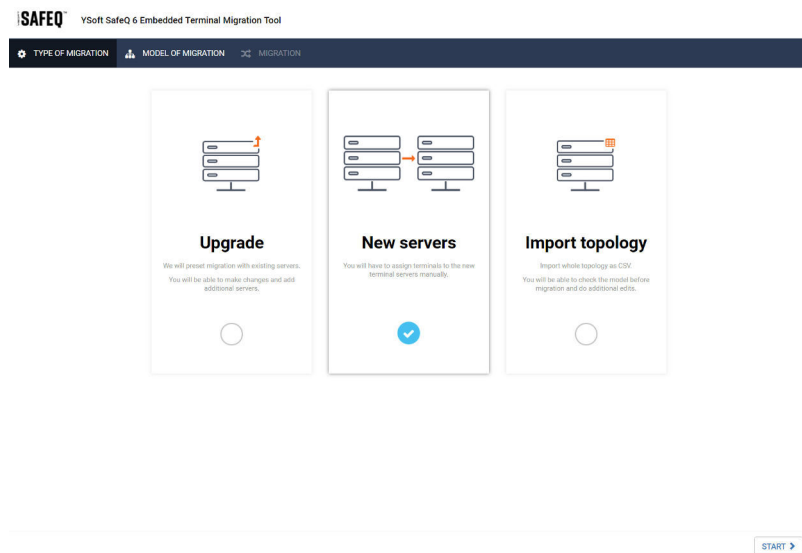 SAFEQ™ YSoft SafeQ 6 Embedded Terminal Migration Tool
TYPE OF MIGRATION MODEL OF MIGRATION MIGRATION
Upgrade
We will preset migration with existing servers.
You will be able to make changes and add
additional servers.
New servers
You will have to assign terminals to the new
terminal servers manually.
Import topology
Import whole topology as CSV.
You will be able to check the model before
migration and do additional edits.
START